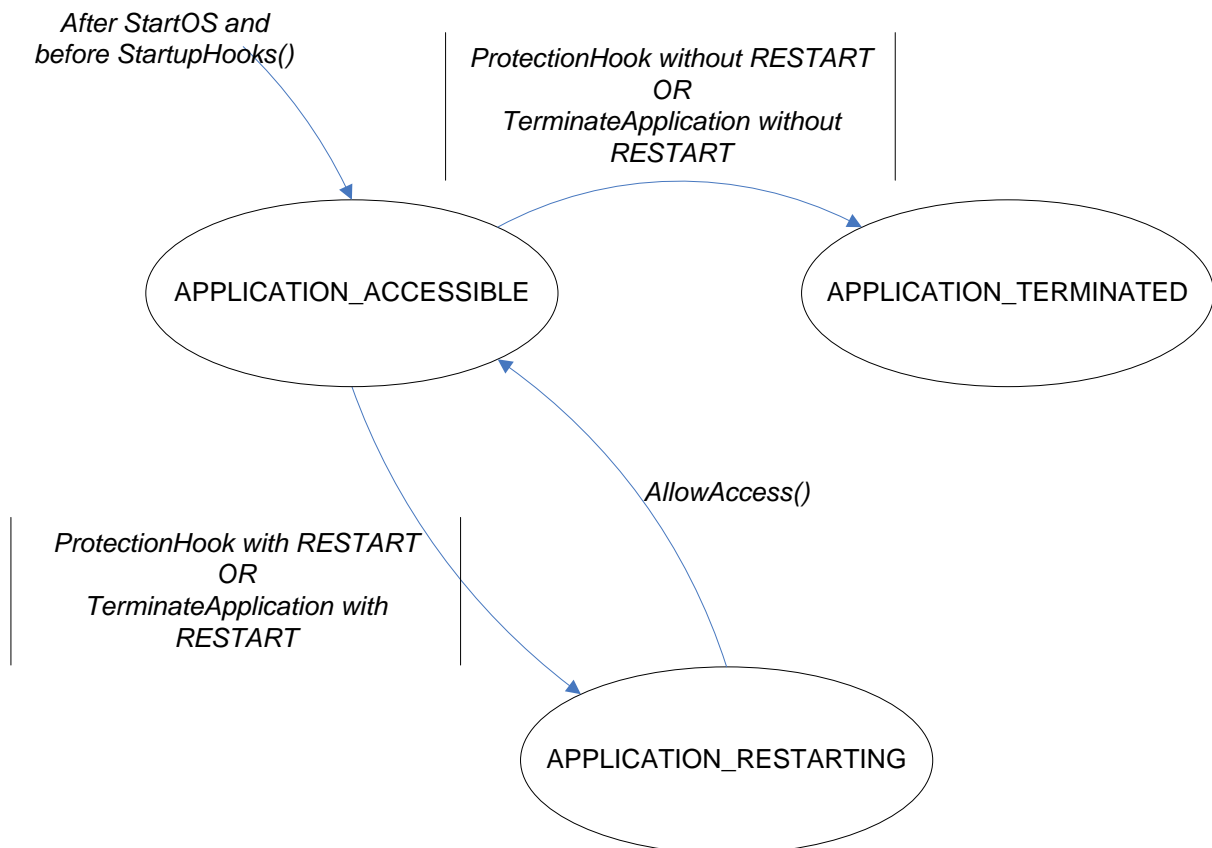 After StartOS and
before StartupHooks()
ProtectionHook without RESTART
OR
TerminateApplication without
RESTART
APPLICATION_ACCESSIBLE
APPLICATION_TERMINATED
AllowAccess()
ProtectionHook with RESTART
OR
TerminateApplication with
RESTART
APPLICATION_RESTARTING